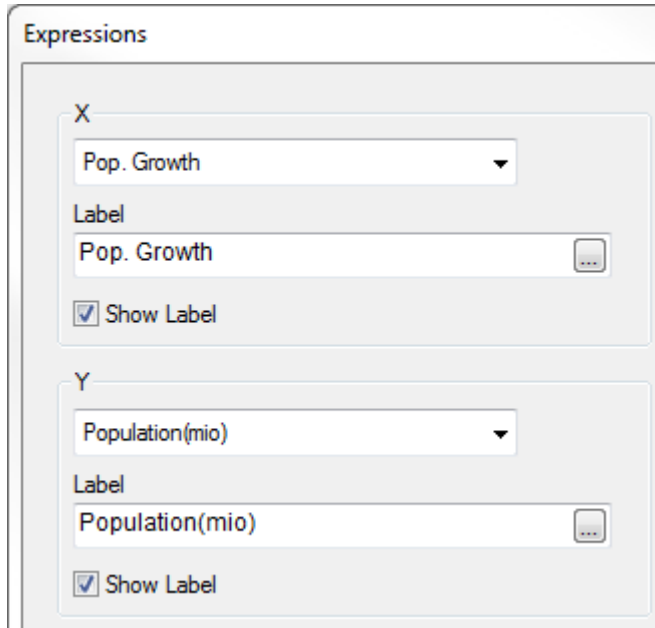 Expressions
X
Pop. Growth
Label
Pop. Growth
...
Show Label
Y
Population(mio)
Label
Population(mio)
...
Show Label